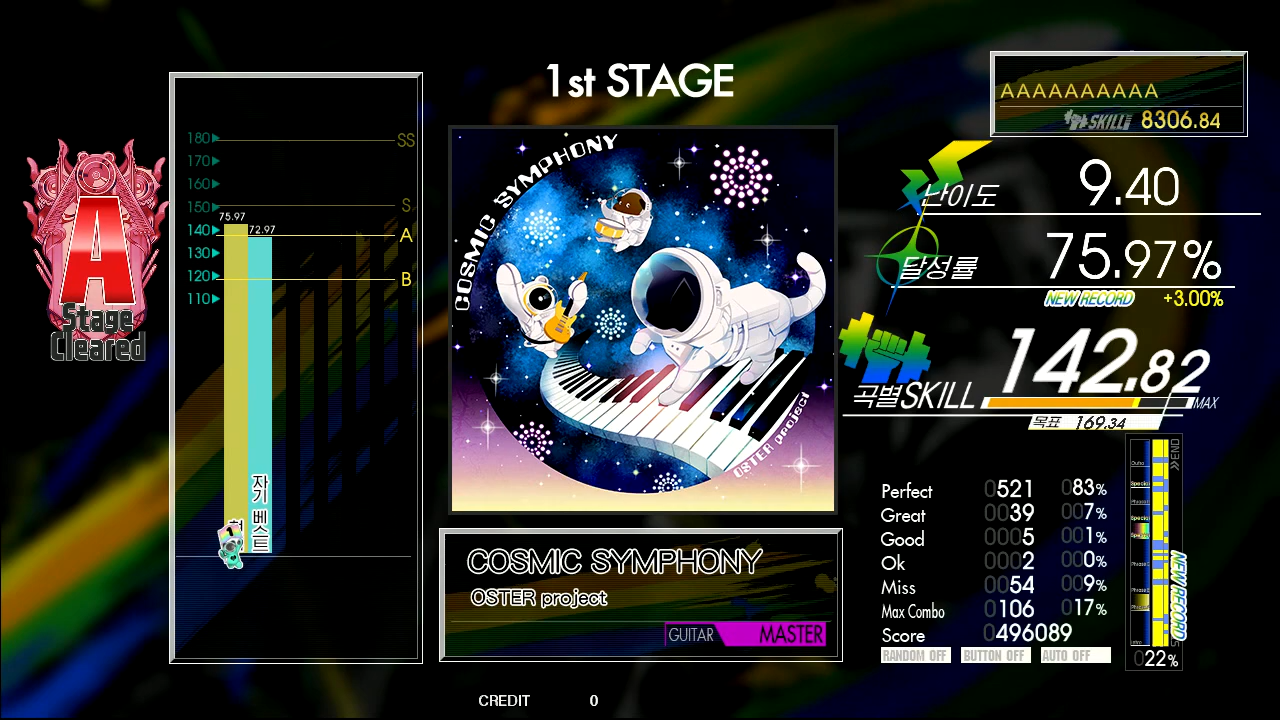 1st STAGE
AAAAAAAAAA
SKILL 8306.84
A
Stage
Cleared
180
170
160
150
140
130
120
110
SS
S
A
B
75.97
72.97
자기 베스트
COSMIC SYMPHONY
OSTER project
난이도 9.40
달성률 75.97%
NEW RECORD +3.00%
곡별SKILL 142.82
MAX
목표 169.34
COSMIC SYMPHONY
OSTER project
GUITAR MASTER
Perfect 0521 083%
Great 0039 007%
Good 0005 001%
Ok 0002 000%
Miss 0054 009%
Max Combo 0106 017%
Score 0496089
RANDOM OFF BUTTON OFF AUTO OFF
END
NEW RECORD
022%
CREDIT 0